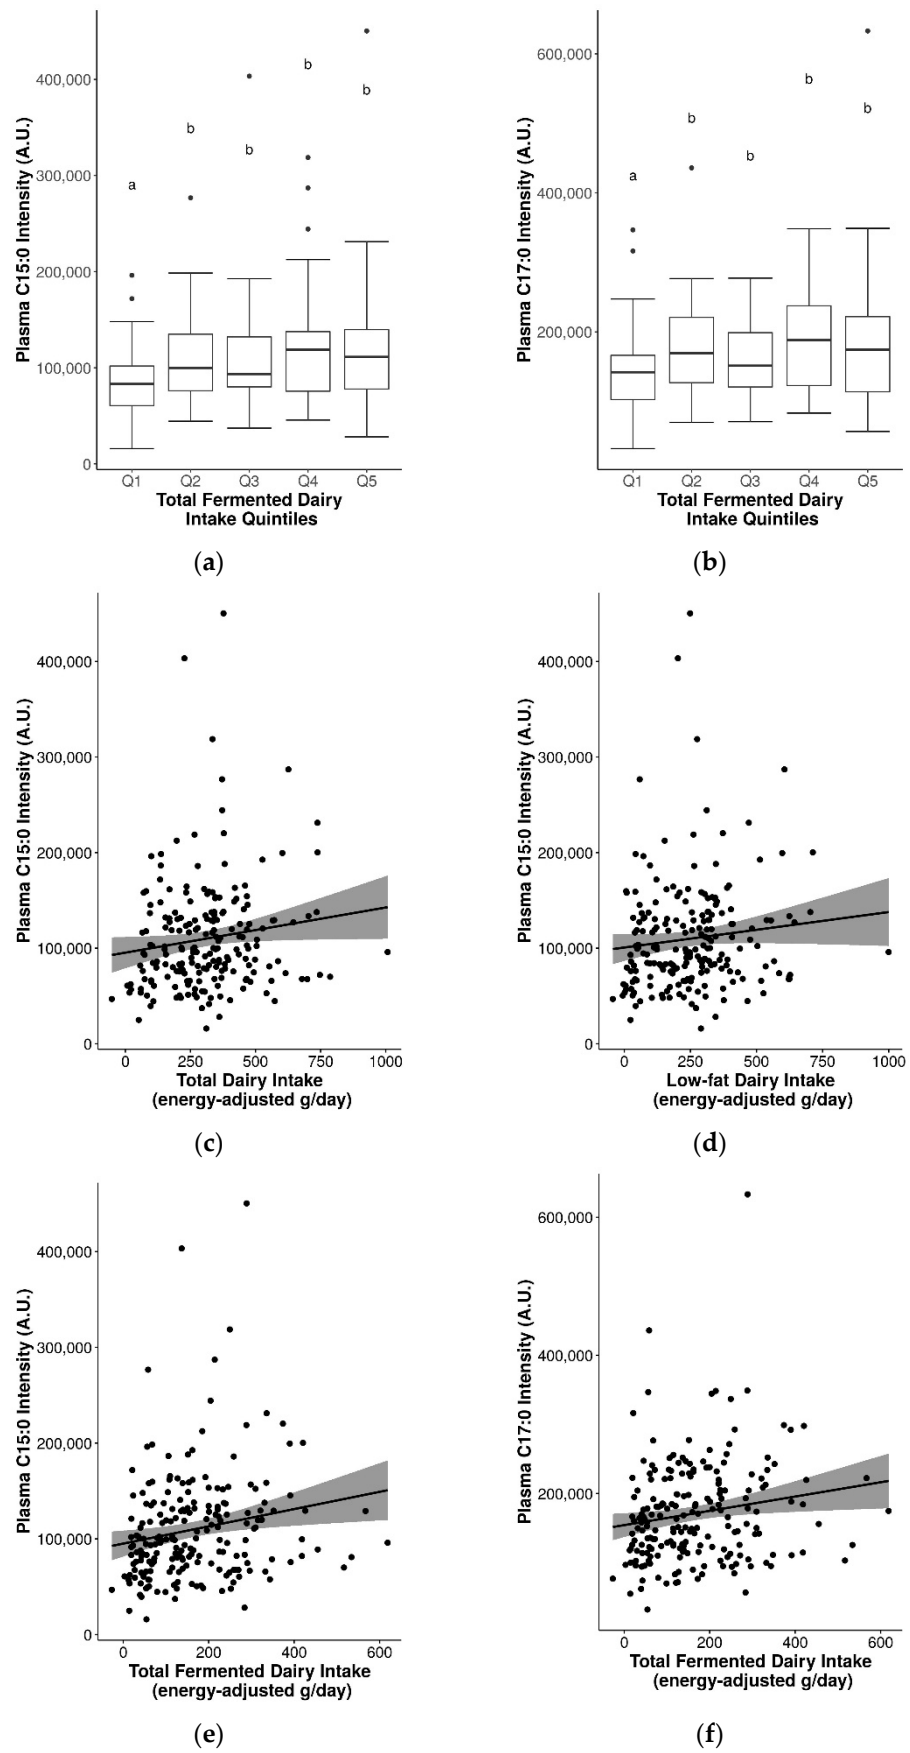 Plasma C15:0 Intensity (A.U.)
400,000
300,000
200,000
100,000
0
a
b
b
b
b
Q1 Q2 Q3 Q4 Q5
Total Fermented Dairy
Intake Quintiles
(a)
Plasma C17:0 Intensity (A.U.)
600,000
400,000
200,000
a
b
b
b
b
Q1 Q2 Q3 Q4 Q5
Total Fermented Dairy
Intake Quintiles
(b)
Plasma C15:0 Intensity (A.U.)
400,000
300,000
200,000
100,000
0
0 250 500 750 1000
Total Dairy Intake
(energy-adjusted g/day)
(c)
Plasma C15:0 Intensity (A.U.)
400,000
300,000
200,000
100,000
0
0 250 500 750 1000
Low-fat Dairy Intake
(energy-adjusted g/day)
(d)
Plasma C15:0 Intensity (A.U.)
400,000
300,000
200,000
100,000
0
0 200 400 600
Total Fermented Dairy Intake
(energy-adjusted g/day)
(e)
Plasma C17:0 Intensity (A.U.)
600,000
400,000
200,000
0 200 400 600
Total Fermented Dairy Intake
(energy-adjusted g/day)
(f)